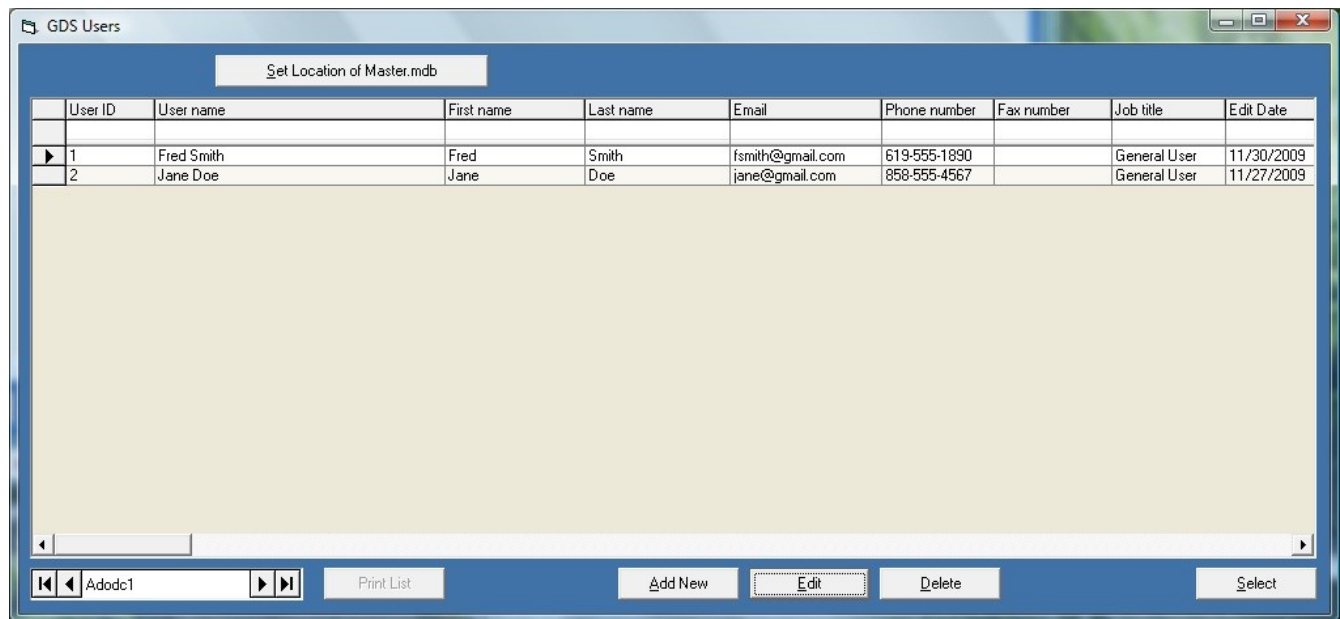 GDS Users
Set Location of Master.mdb
User ID User name First name Last name Email Phone number Fax number Job title Edit Date
1 Fred Smith Fred Smith fsmith@gmail.com 619-555-1890 General User 11/30/2009
2 Jane Doe Jane Doe jane@gmail.com 858-555-4567 General User 11/27/2009
Adodc1 Print List Add New Edit Delete Select